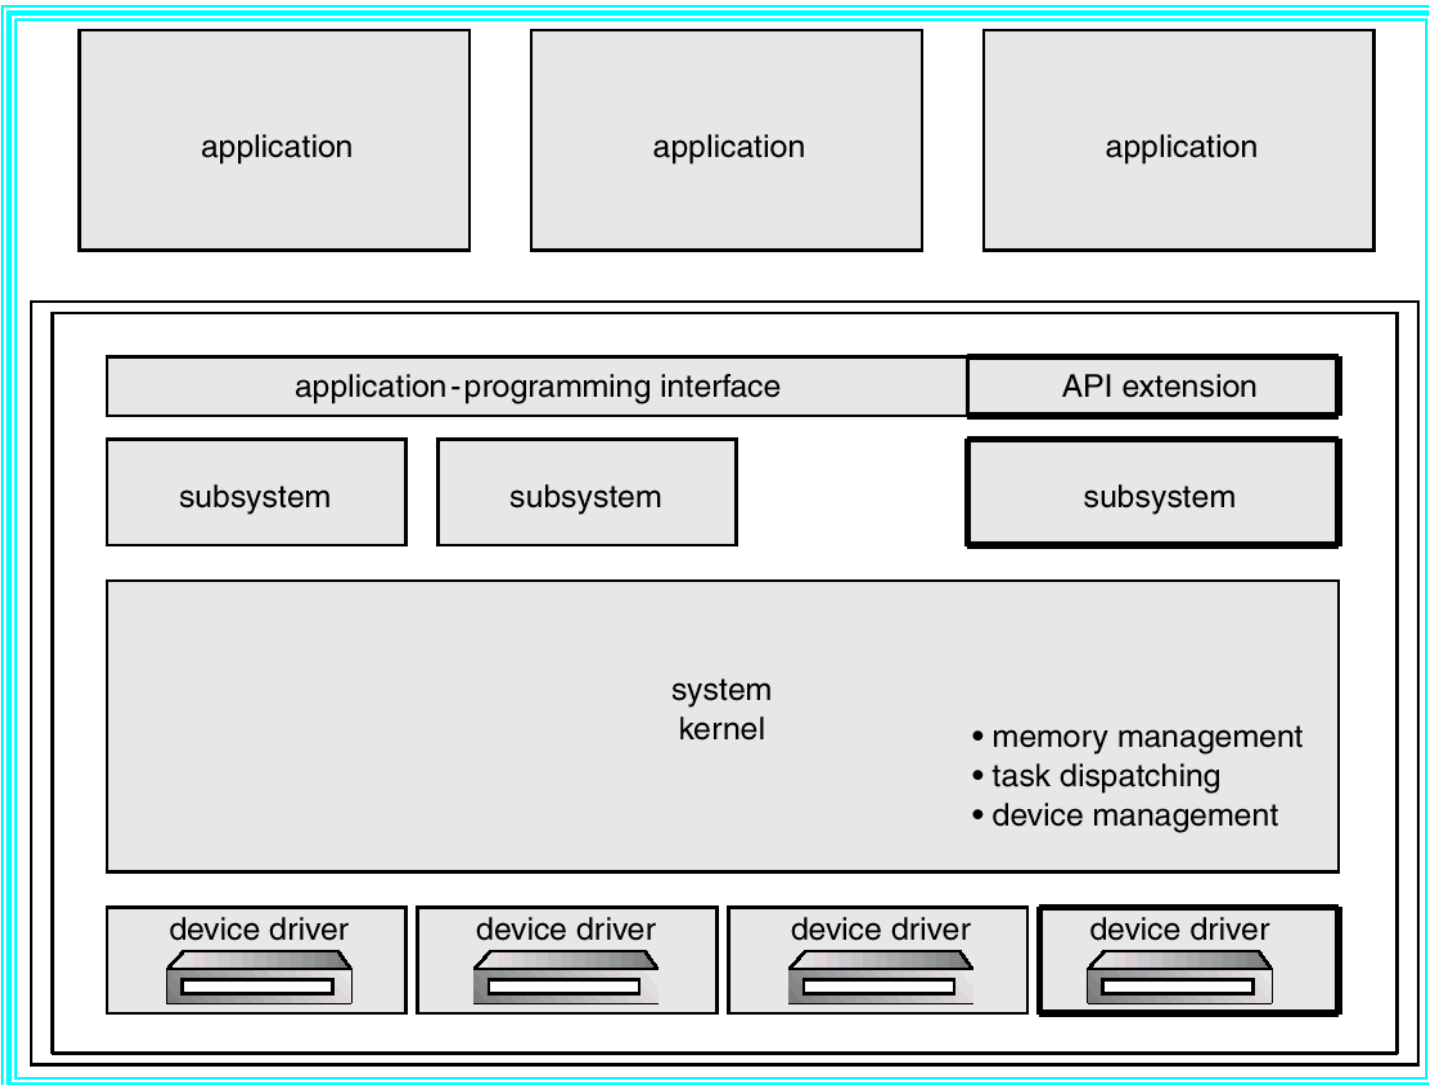 application
application
application
application-programming interface
API extension
subsystem
subsystem
subsystem
system
kernel
• memory management
• task dispatching
• device management
device driver
device driver
device driver
device driver